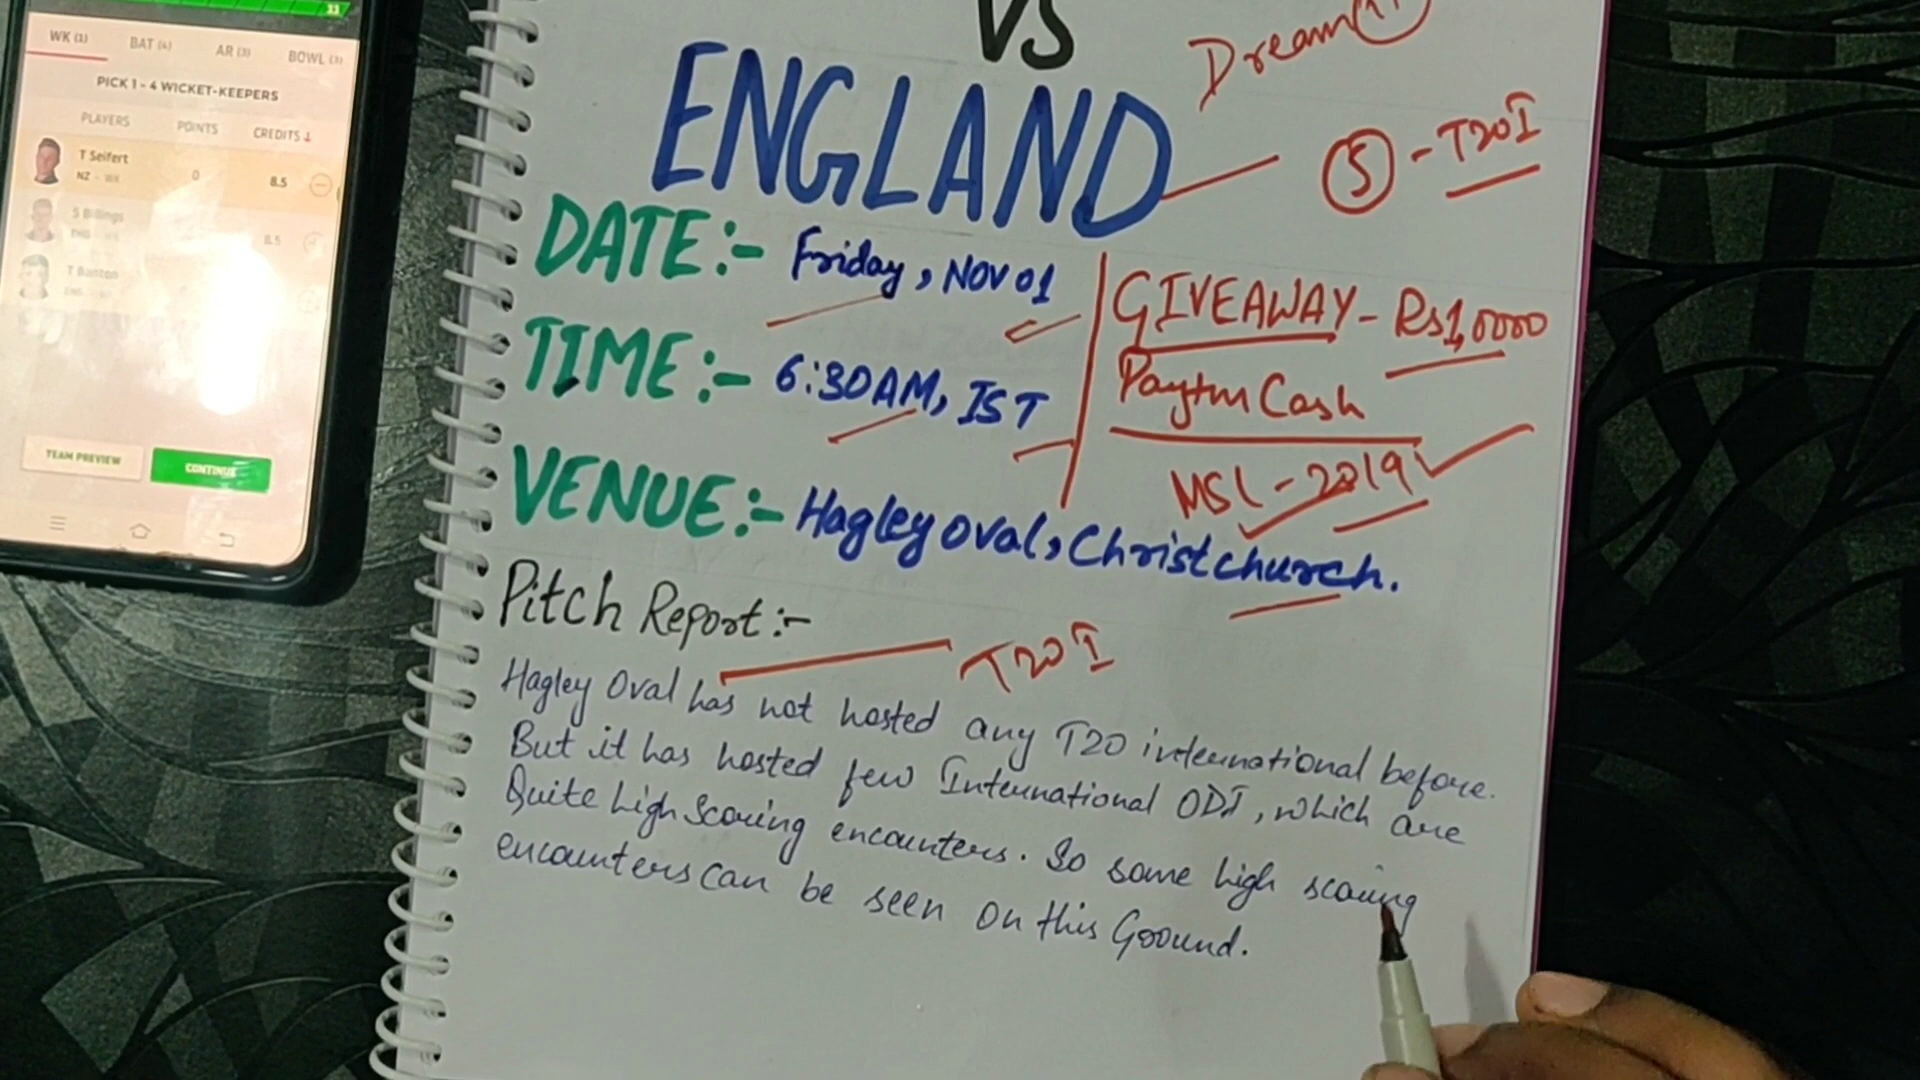 11
WK (1) BAT (4) AR (3) BOWL (3)
PICK 1 - 4 WICKET-KEEPERS
PLAYERS POINTS CREDITS ↓
T Seifert
NZ - WK 0 8.5
S Billings
8.5
T Banton
TEAM PREVIEW CONTINUE
VS
Dream 11
ENGLAND
5 - T20I
DATE:- Friday, NOV 01
GIVEAWAY - Rs1,0000
TIME:- 6:30AM, IST
Paytm Cash
MSL - 2019
VENUE:- Hagley oval, Christchurch.
Pitch Report:-
T20I
Hagley Oval has not hosted any T20 international before.
But it has hosted few International ODI, which are
Quite high Scoring encounters. So some high scoring
encounters can be seen on this Ground.